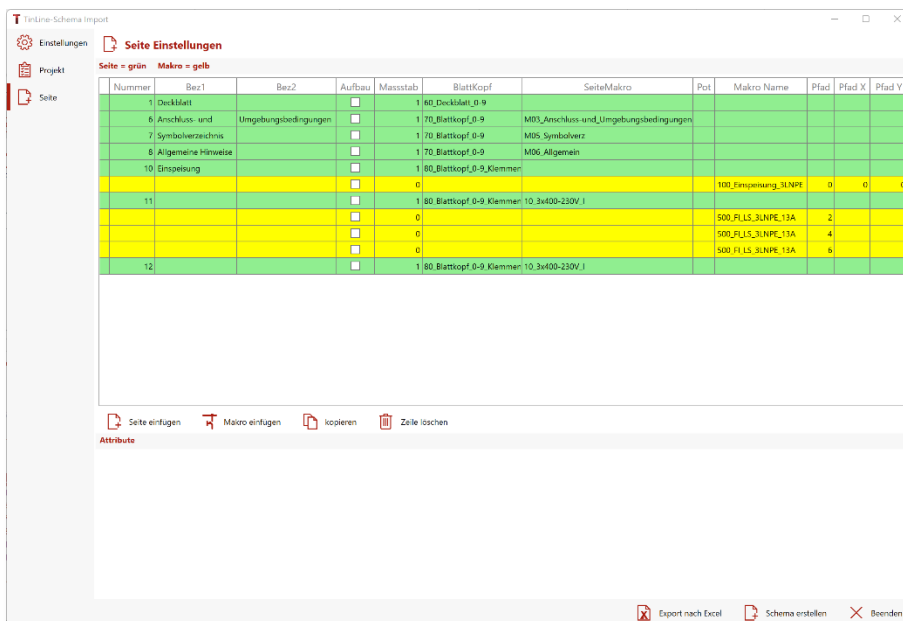 TinLine-Schema Import
Einstellungen
Projekt
Seite
Seite Einstellungen
Seite = grün Makro = gelb
Nummer Bez1 Bez2 Aufbau Massstab BlattKopf SeiteMakro Pot Makro Name Pfad Pfad X Pfad Y
1 Deckblatt 1 60_Deckblatt_0-9
6 Anschluss- und Umgebungsbedingungen 1 70_Blattkopf_0-9 M03_Anschluss-und_Umgebungsbedingungen
7 Symbolverzeichnis 1 70_Blattkopf_0-9 M05_Symbolverz
8 Allgemeine Hinweise 1 70_Blattkopf_0-9 M06_Allgemein
10 Einspeisung 1 80_Blattkopf_0-9_Klemmen
0 100_Einspeisung_3LNPE 0 0 0
11 1 80_Blattkopf_0-9_Klemmen 10_3x400-230V_I
0 500_FI_LS_3LNPE_13A 2
0 500_FI_LS_3LNPE_13A 4
0 500_FI_LS_3LNPE_13A 6
12 1 80_Blattkopf_0-9_Klemmen 10_3x400-230V_I
Seite einfügen Makro einfügen kopieren Zeile löschen
Attribute
Export nach Excel Schema erstellen Beenden